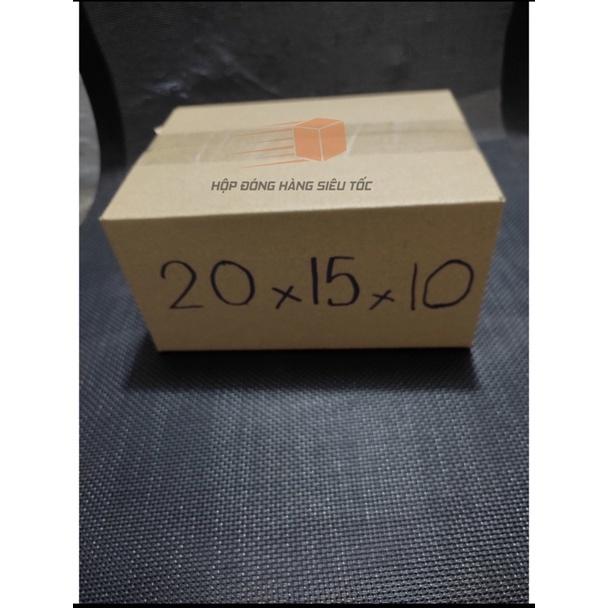 HỘP ĐÓNG HÀNG SIÊU TỐC
20 x 15 x 10